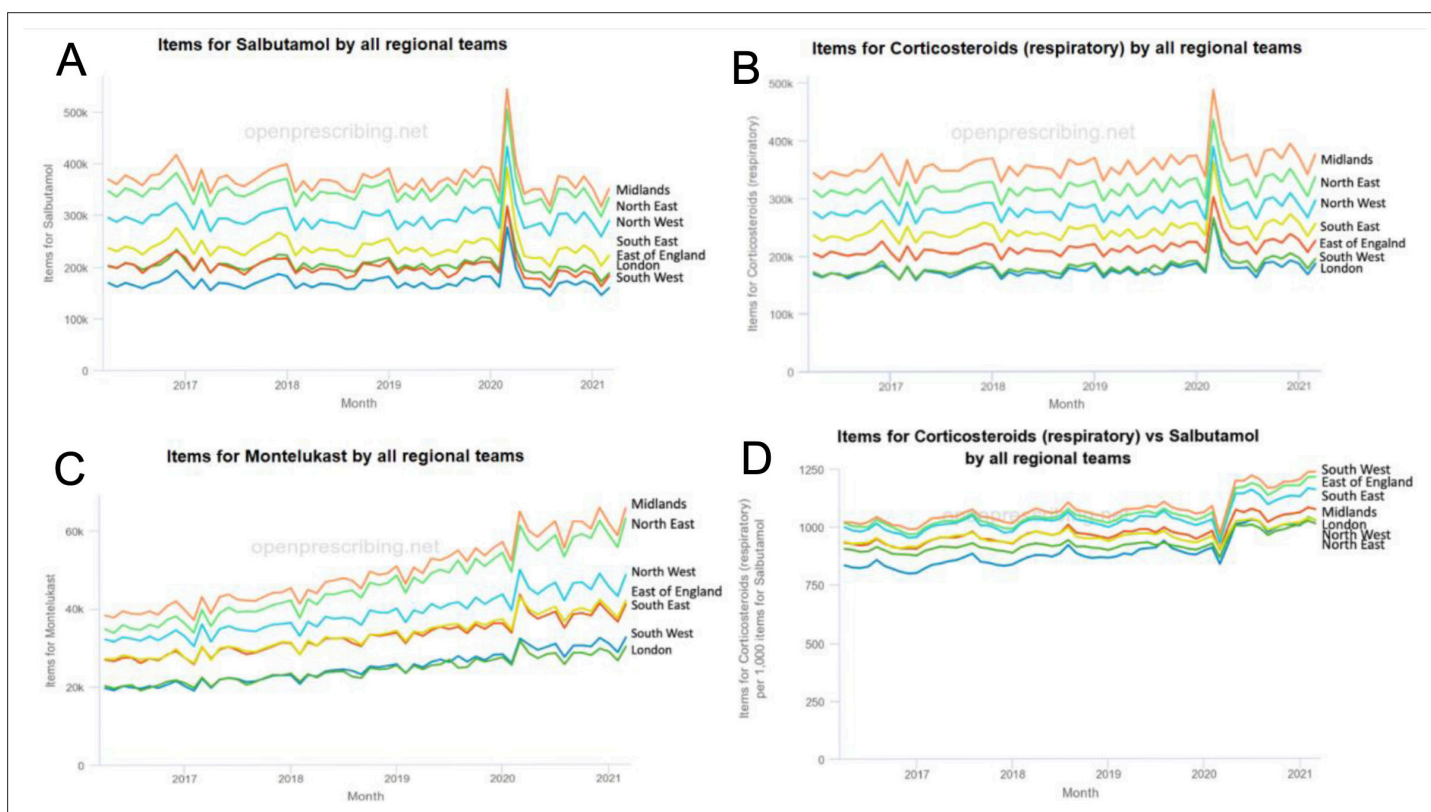 A
Items for Salbutamol by all regional teams
openprescribing.net
Items for Salbutamol
500k
400k
300k
200k
100k
0
2017
2018
2019
2020
2021
Month
Midlands
North East
North West
South East
East of England
London
South West
B
Items for Corticosteroids (respiratory) by all regional teams
openprescribing.net
Items for Corticosteroids (respiratory)
500k
400k
300k
200k
100k
0
2017
2018
2019
2020
2021
Month
Midlands
North East
North West
South East
East of Engalnd
South West
London
C
Items for Montelukast by all regional teams
openprescribing.net
Items for Montelukast
60k
40k
20k
0
2017
2018
2019
2020
2021
Month
Midlands
North East
North West
East of England
South East
South West
London
D
Items for Corticosteroids (respiratory) vs Salbutamol
by all regional teams
openprescribing.net
Items for Corticosteroids (respiratory)
per 1,000 items for Salbutamol
1250
1000
750
500
250
0
2017
2018
2019
2020
2021
Month
South West
East of England
South East
Midlands
London
North West
North East